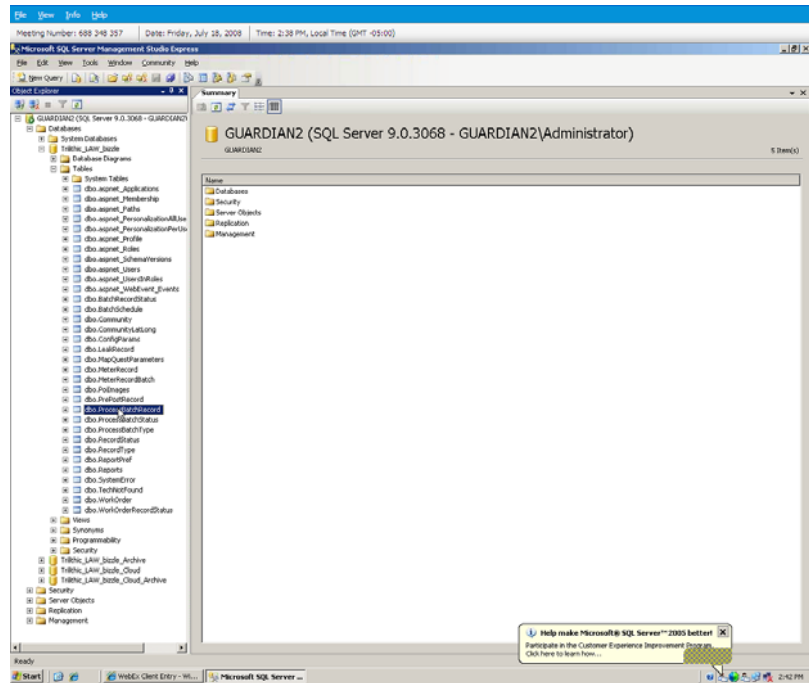 File View Info Help
Meeting Number: 688 348 357 Date: Friday, July 18, 2008 Time: 2:38 PM, Local Time (GMT -05:00)
Microsoft SQL Server Management Studio Express
File Edit View Tools Window Community Help
New Query
Object Explorer
Summary
GUARDIAN2 (SQL Server 9.0.3068 - GUARDIAN2\
GUARDIAN2 (SQL Server 9.0.3068 - GUARDIAN2\Administrator)
GUARDIAN2
5 Item(s)
Name
Databases
Security
Server Objects
Replication
Management
Databases
System Databases
Trilithic_LAW_bizzle
Database Diagrams
Tables
System Tables
dbo.aspnet_Applications
dbo.aspnet_Membership
dbo.aspnet_Paths
dbo.aspnet_PersonalizationAllUse
dbo.aspnet_PersonalizationPerUs
dbo.aspnet_Profile
dbo.aspnet_Roles
dbo.aspnet_SchemaVersions
dbo.aspnet_Users
dbo.aspnet_UsersInRoles
dbo.aspnet_WebEvent_Events
dbo.BatchRecordStatus
dbo.BatchSchedule
dbo.Community
dbo.CommunityLatLong
dbo.ConfigParams
dbo.LeakRecord
dbo.MapQuestParameters
dbo.MeterRecord
dbo.MeterRecordBatch
dbo.PoiImages
dbo.PrePostRecord
dbo.ProcessBatchRecord
dbo.ProcessBatchStatus
dbo.ProcessBatchType
dbo.RecordStatus
dbo.RecordType
dbo.ReportPref
dbo.Reports
dbo.SystemError
dbo.TechNotFound
dbo.WorkOrder
dbo.WorkOrderRecordStatus
Views
Synonyms
Programmability
Security
Trilithic_LAW_bizzle_Archive
Trilithic_LAW_bizzle_Cloud
Trilithic_LAW_bizzle_Cloud_Archive
Security
Server Objects
Replication
Management
Help make Microsoft® SQL Server™ 2005 better!
Participate in the Customer Experience Improvement Program.
Click here to learn how...
Ready
Start
WebEx Client Entry - Wi...
Microsoft SQL Server ...
2:42 PM